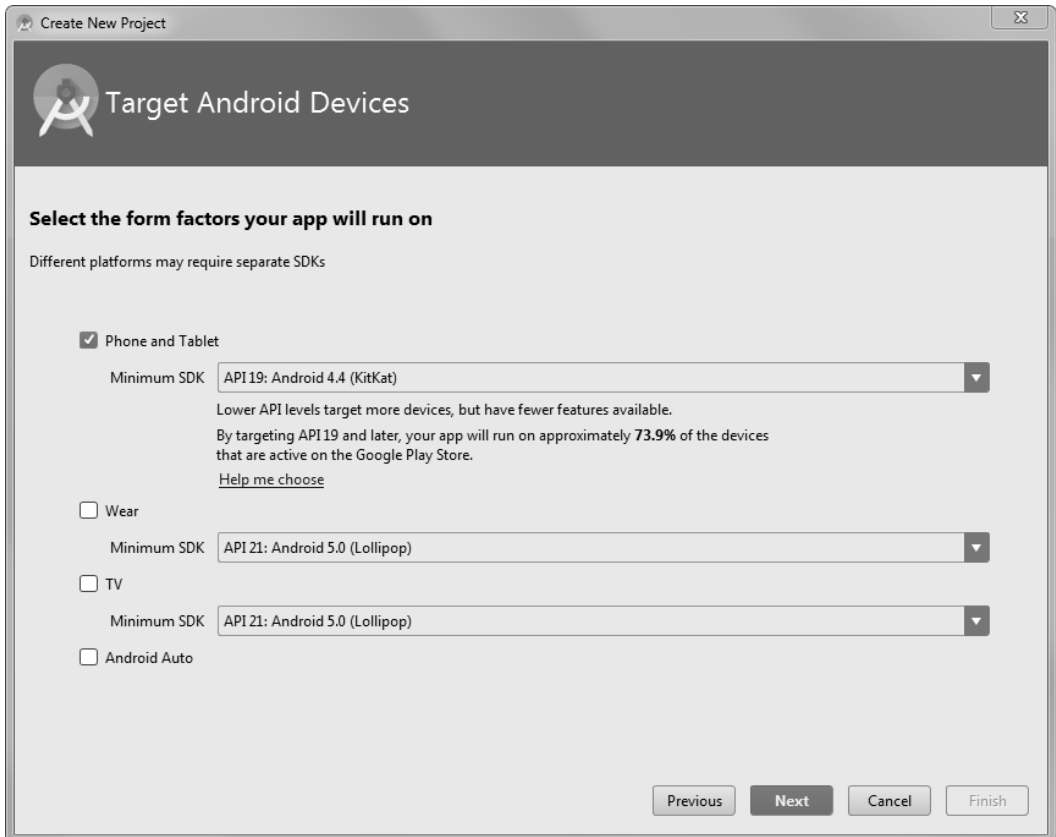 Create New Project
Target Android Devices
Select the form factors your app will run on
Different platforms may require separate SDKs
Phone and Tablet
Minimum SDK API 19: Android 4.4 (KitKat)
Lower API levels target more devices, but have fewer features available.
By targeting API 19 and later, your app will run on approximately 73.9% of the devices
that are active on the Google Play Store.
Help me choose
Wear
Minimum SDK API 21: Android 5.0 (Lollipop)
TV
Minimum SDK API 21: Android 5.0 (Lollipop)
Android Auto
Previous Next Cancel Finish